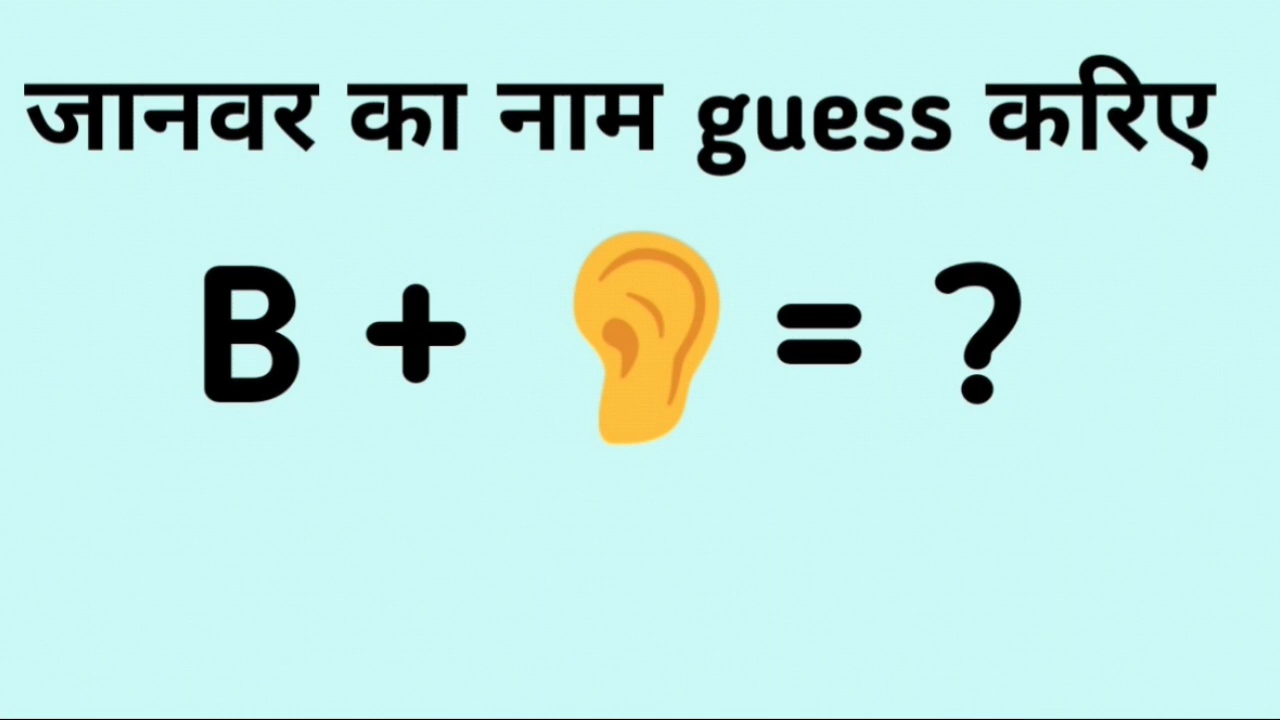 जानवर का नाम guess करिए
B + 👂 = ?